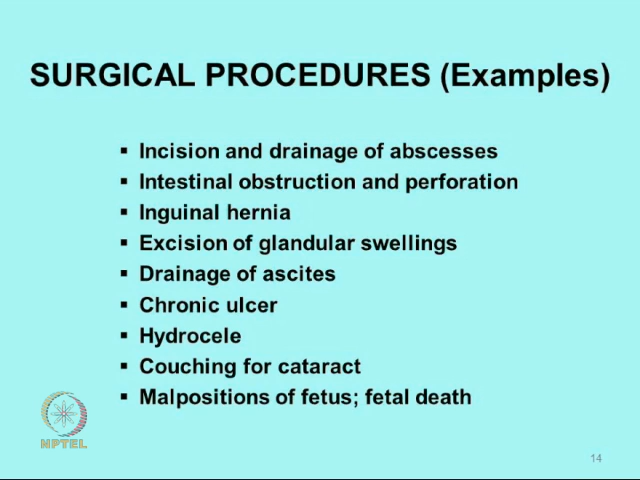 SURGICAL PROCEDURES (Examples)
▪ Incision and drainage of abscesses
▪ Intestinal obstruction and perforation
▪ Inguinal hernia
▪ Excision of glandular swellings
▪ Drainage of ascites
▪ Chronic ulcer
▪ Hydrocele
▪ Couching for cataract
▪ Malpositions of fetus; fetal death
NPTEL
14